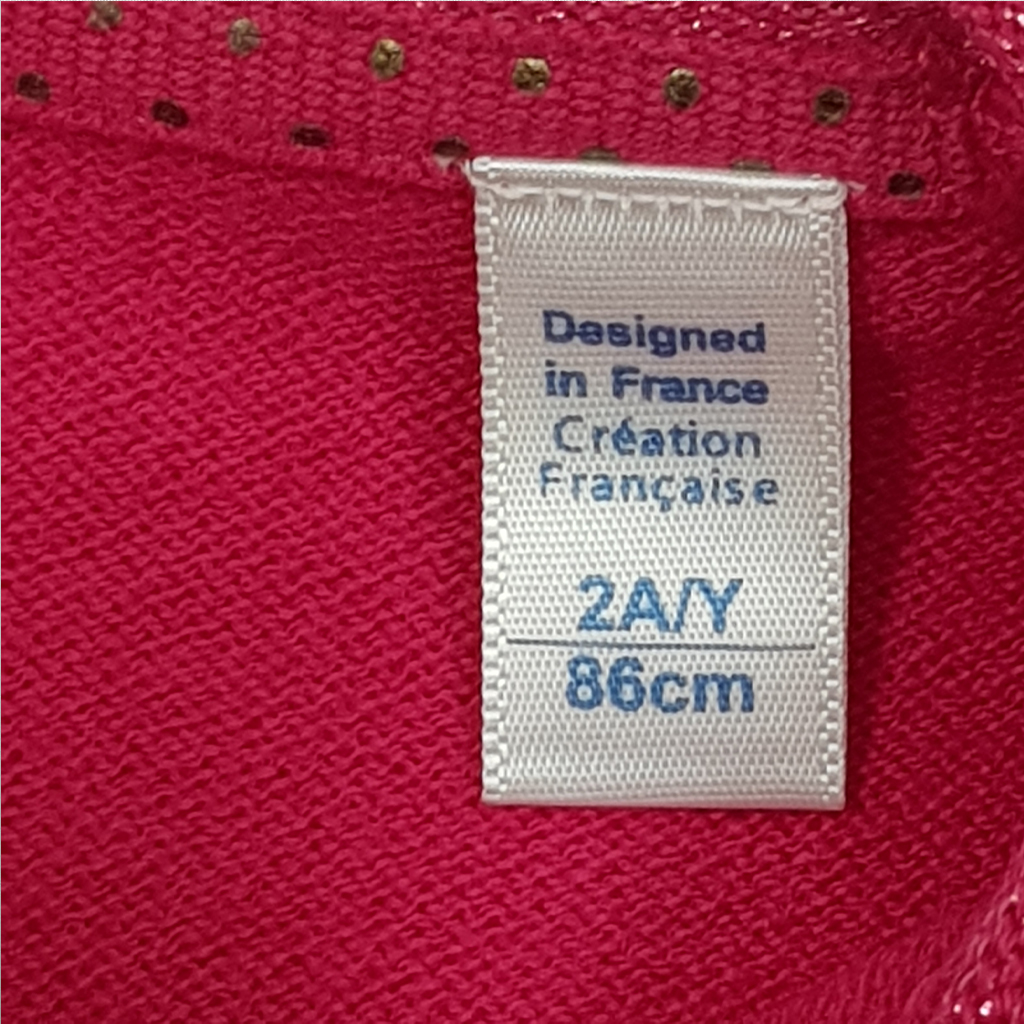 Designed
in France
Création
Française
2A/Y
86cm